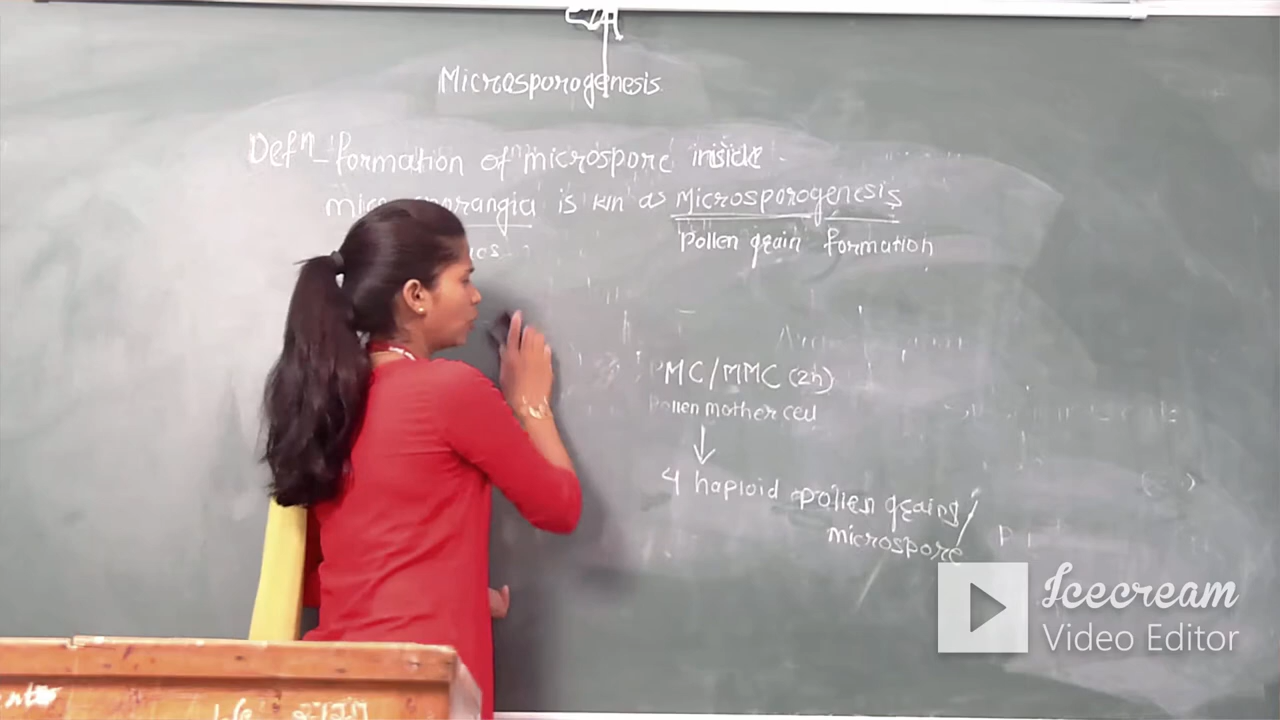 Microsporogenesis
Defⁿ - formation of microspore inside
is knⁿ as Microsporogenesis
Pollen grain formation
PMC/MMC (2n)
Pollen mother cell
↓
4 haploid pollen grains/
microspore
Icecream
Video Editor